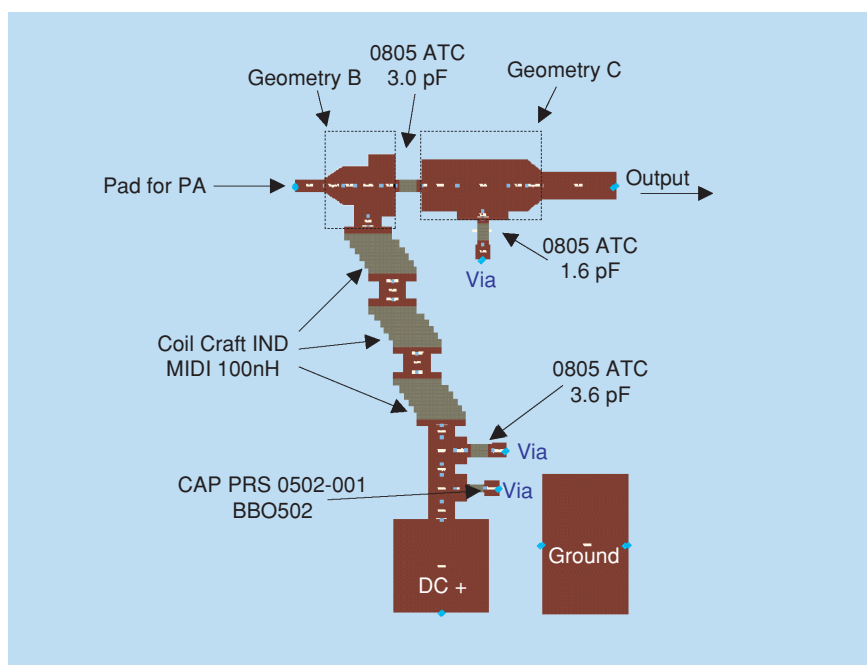 0805 ATC
3.0 pF
Geometry B
Geometry C
Pad for PA
Output
0805 ATC
1.6 pF
Via
Coil Craft IND
MIDI 100nH
0805 ATC
3.6 pF
Via
CAP PRS 0502-001
BBO502
Via
Ground
DC +